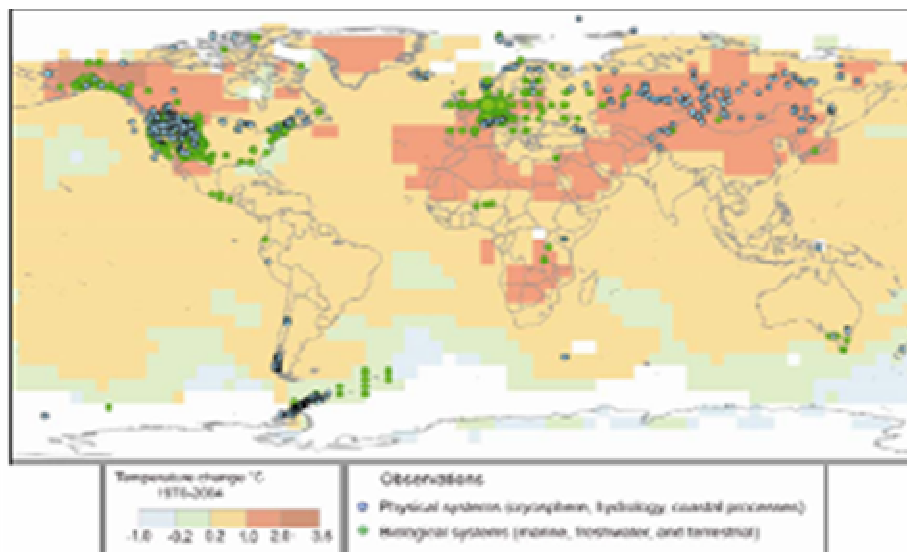 Temperature change °C
1970-2004
-1.0 -0.2 0.2 1.0 2.0 3.5
Observations
Physical systems (cryosphere, hydrology, coastal processes)
Biological systems (marine, freshwater, and terrestrial)